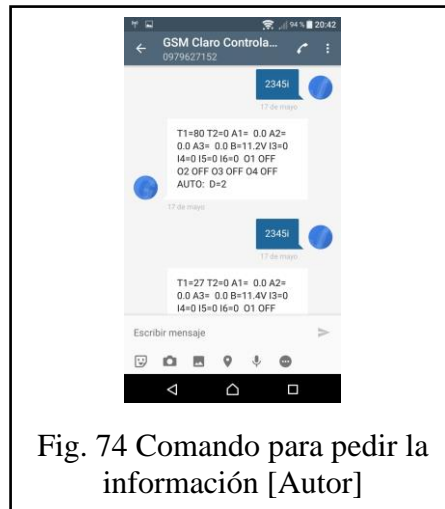 94 % 20:42
GSM Claro Controla...
0979627152
2345i
17 de mayo
T1=80 T2=0 A1=  0.0 A2=
0.0 A3=  0.0 B=11.2V I3=0
I4=0 I5=0 I6=0  O1 OFF
O2 OFF O3 OFF O4 OFF
AUTO:  D=2
17 de mayo
2345i
17 de mayo
T1=27 T2=0 A1=  0.0 A2=
0.0 A3=  0.0 B=11.4V I3=0
I4=0 I5=0 I6=0  O1 OFF
Escribir mensaje
Fig. 74 Comando para pedir la
información [Autor]